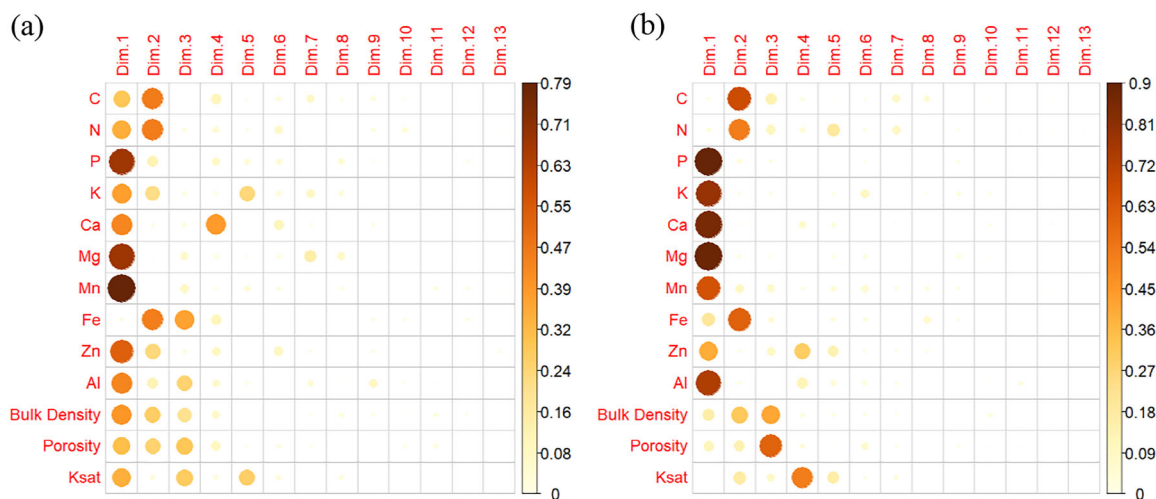 (a)
Dim.1 Dim.2 Dim.3 Dim.4 Dim.5 Dim.6 Dim.7 Dim.8 Dim.9 Dim.10 Dim.11 Dim.12 Dim.13
C
N
P
K
Ca
Mg
Mn
Fe
Zn
Al
Bulk Density
Porosity
Ksat
0.79
0.71
0.63
0.55
0.47
0.39
0.32
0.24
0.16
0.08
0
(b)
Dim.1 Dim.2 Dim.3 Dim.4 Dim.5 Dim.6 Dim.7 Dim.8 Dim.9 Dim.10 Dim.11 Dim.12 Dim.13
C
N
P
K
Ca
Mg
Mn
Fe
Zn
Al
Bulk Density
Porosity
Ksat
0.9
0.81
0.72
0.63
0.54
0.45
0.36
0.27
0.18
0.09
0